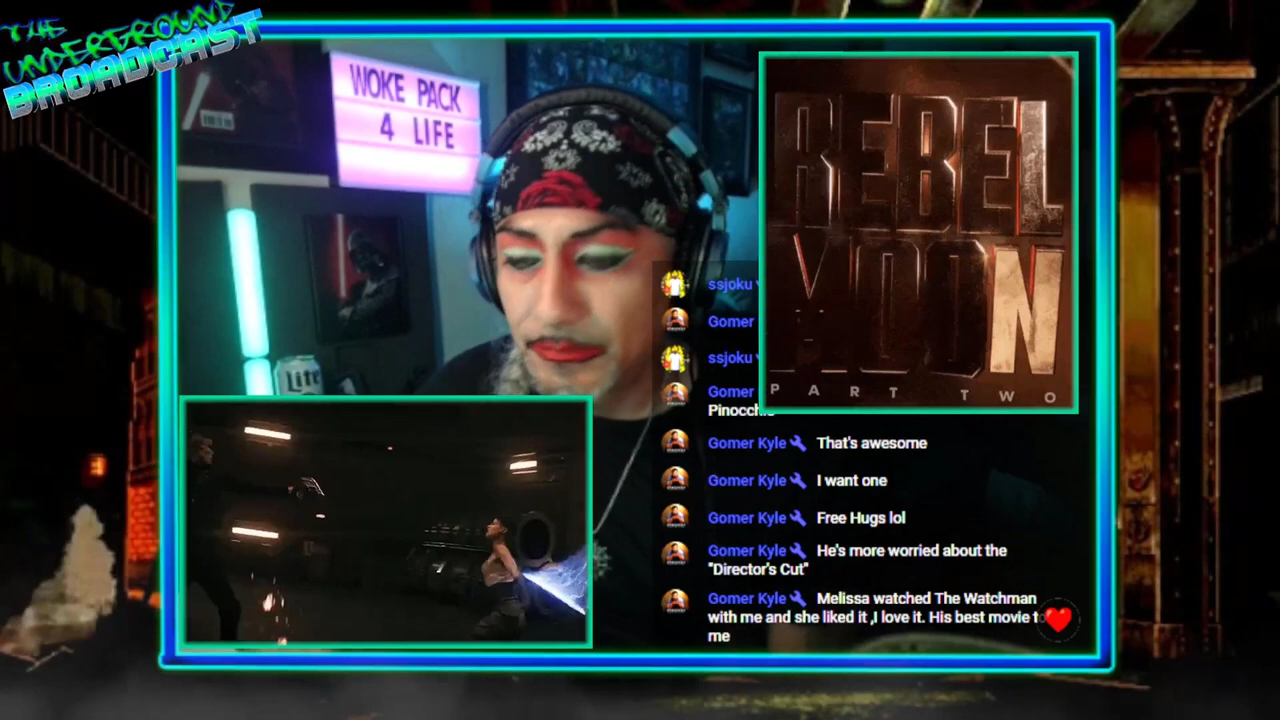 THE
UNDERGROUND
BROADCAST
WOKE PACK
4 LIFE
Lite
REBEL
MOON
PART TWO
ssjoku
Gomer
ssjoku
Gomer
Pinocchio
Gomer Kyle That's awesome
Gomer Kyle I want one
Gomer Kyle Free Hugs lol
Gomer Kyle He's more worried about the
"Director's Cut"
Gomer Kyle Melissa watched The Watchman
with me and she liked it ,I love it. His best movie to
me